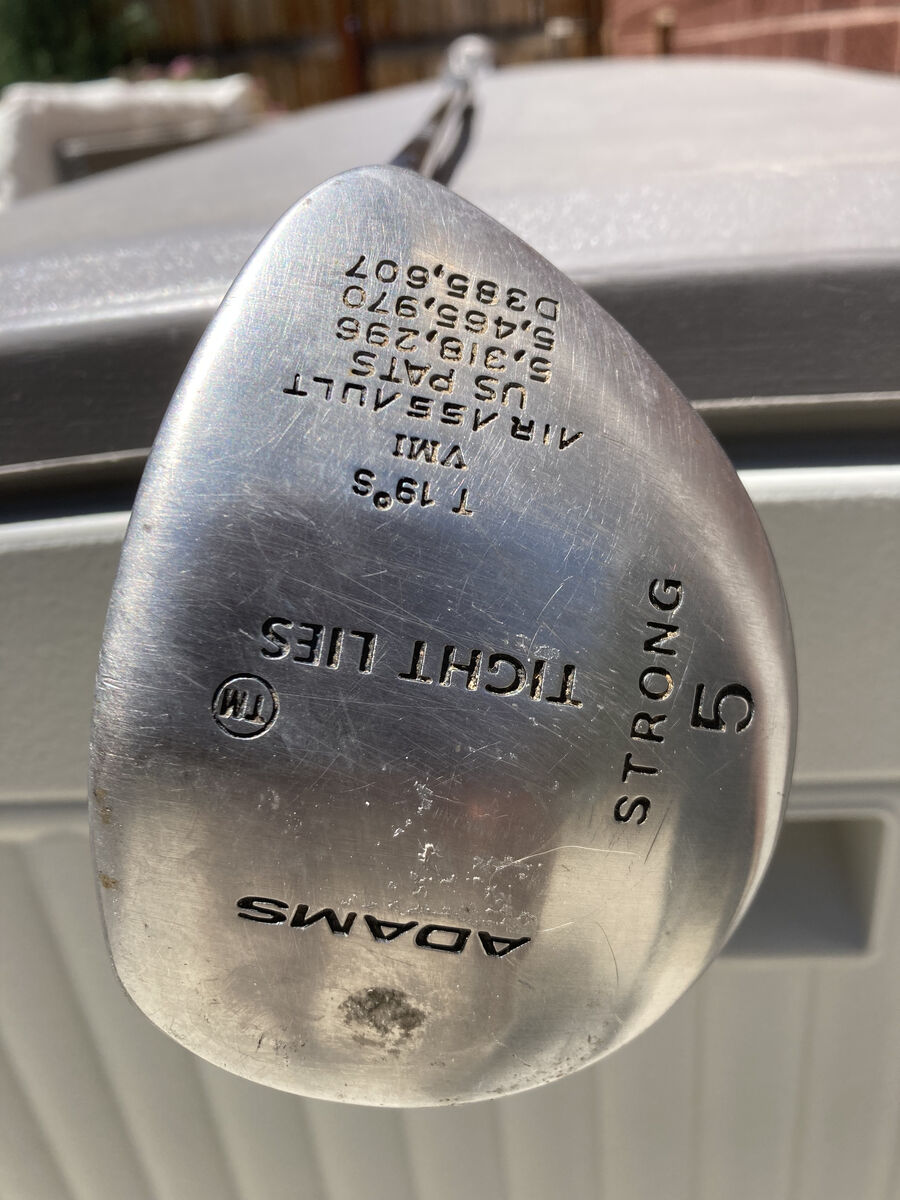 ADAMS
TIGHT LIES TM
STRONG
5
T 19°S
VMI
AIR ASSAULT
US PATS
5,318,296
5,465,970
D385,607